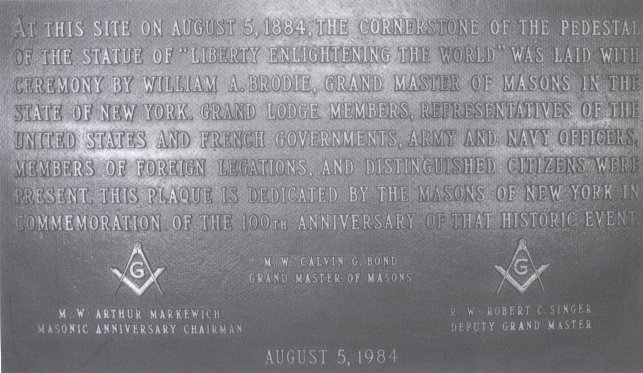 AT THIS SITE ON AUGUST 5, 1884, THE CORNERSTONE OF THE PEDESTAL
OF THE STATUE OF "LIBERTY ENLIGHTENING THE WORLD" WAS LAID WITH
CEREMONY BY WILLIAM A. BRODIE, GRAND MASTER OF MASONS IN THE
STATE OF NEW YORK. GRAND LODGE MEMBERS, REPRESENTATIVES OF THE
UNITED STATES AND FRENCH GOVERNMENTS, ARMY AND NAVY OFFICERS,
MEMBERS OF FOREIGN LEGATIONS, AND DISTINGUISHED CITIZENS WERE
PRESENT. THIS PLAQUE IS DEDICATED BY THE MASONS OF NEW YORK IN
COMMEMORATION OF THE 100TH ANNIVERSARY OF THAT HISTORIC EVENT.
G
M∴W∴ ARTHUR MARKEWICH
MASONIC ANNIVERSARY CHAIRMAN
M∴W∴ CALVIN G. BOND
GRAND MASTER OF MASONS
G
R∴W∴ ROBERT C. SINGER
DEPUTY GRAND MASTER
AUGUST 5, 1984